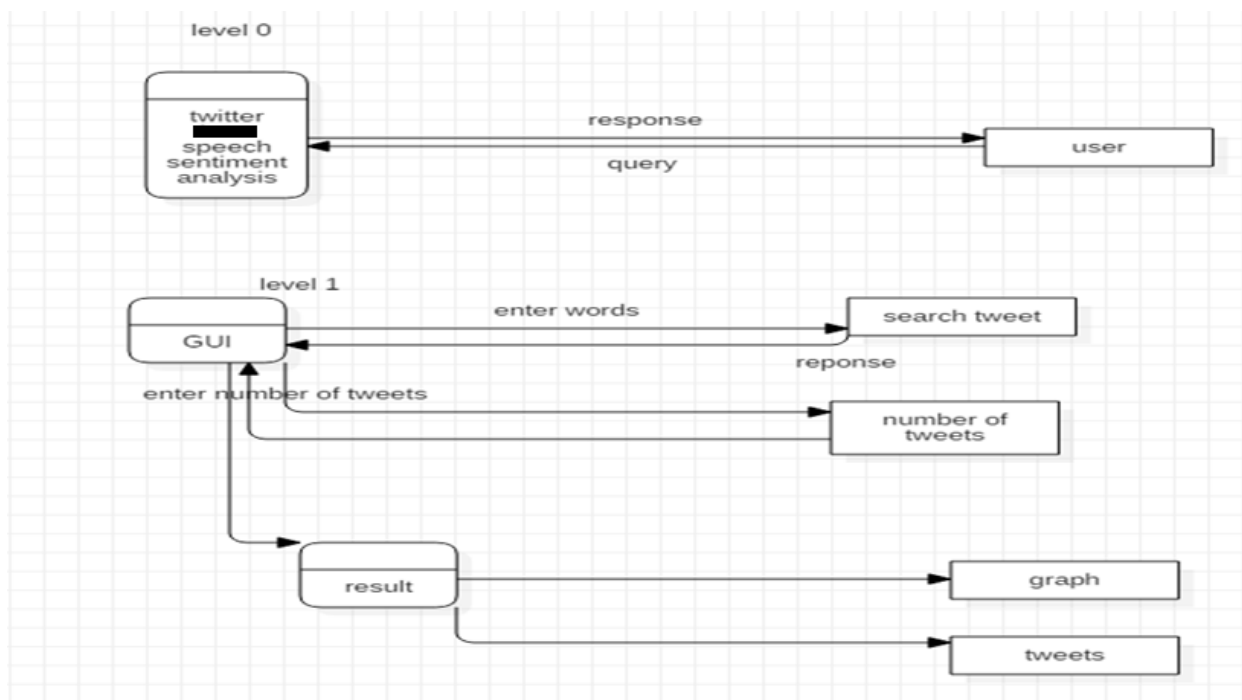 level 0
twitter
speech
sentiment
analysis
response
query
user
level 1
GUI
enter words
search tweet
reponse
enter number of tweets
number of
tweets
result
graph
tweets